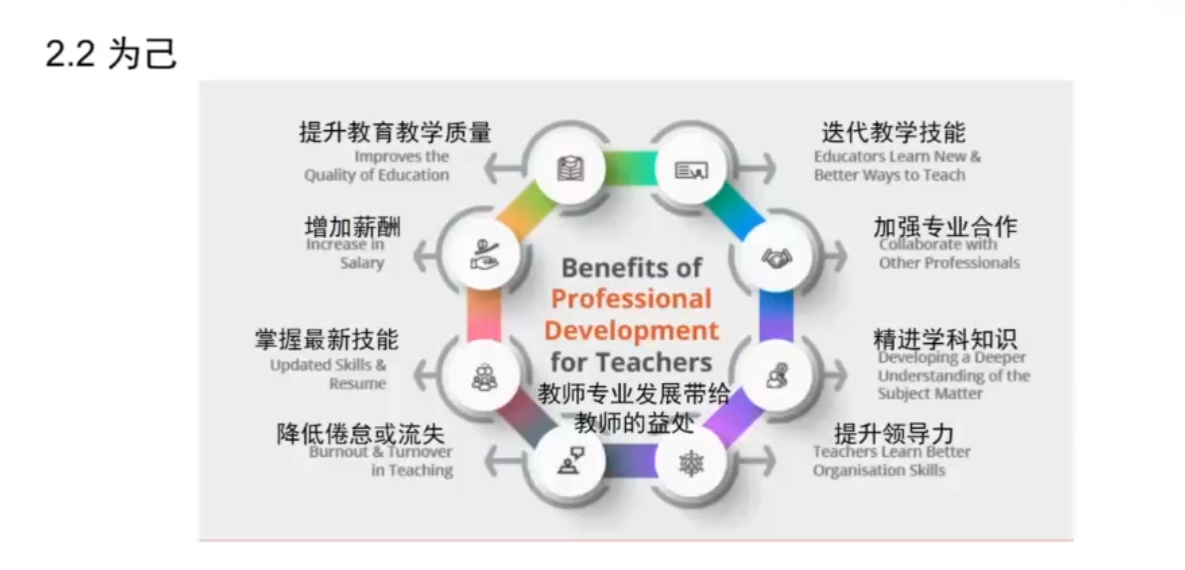 2.2 为己
提升教育教学质量
Improves the
Quality of Education
迭代教学技能
Educators Learn New &
Better Ways to Teach
增加薪酬
Increase in
Salary
加强专业合作
Collaborate with
Other Professionals
Benefits of
Professional
Development
for Teachers
教师专业发展带给
教师的益处
掌握最新技能
Updated Skills &
Resume
精进学科知识
Developing a Deeper
Understanding of the
Subject Matter
降低倦怠或流失
Burnout & Turnover
in Teaching
提升领导力
Teachers Learn Better
Organisation Skills